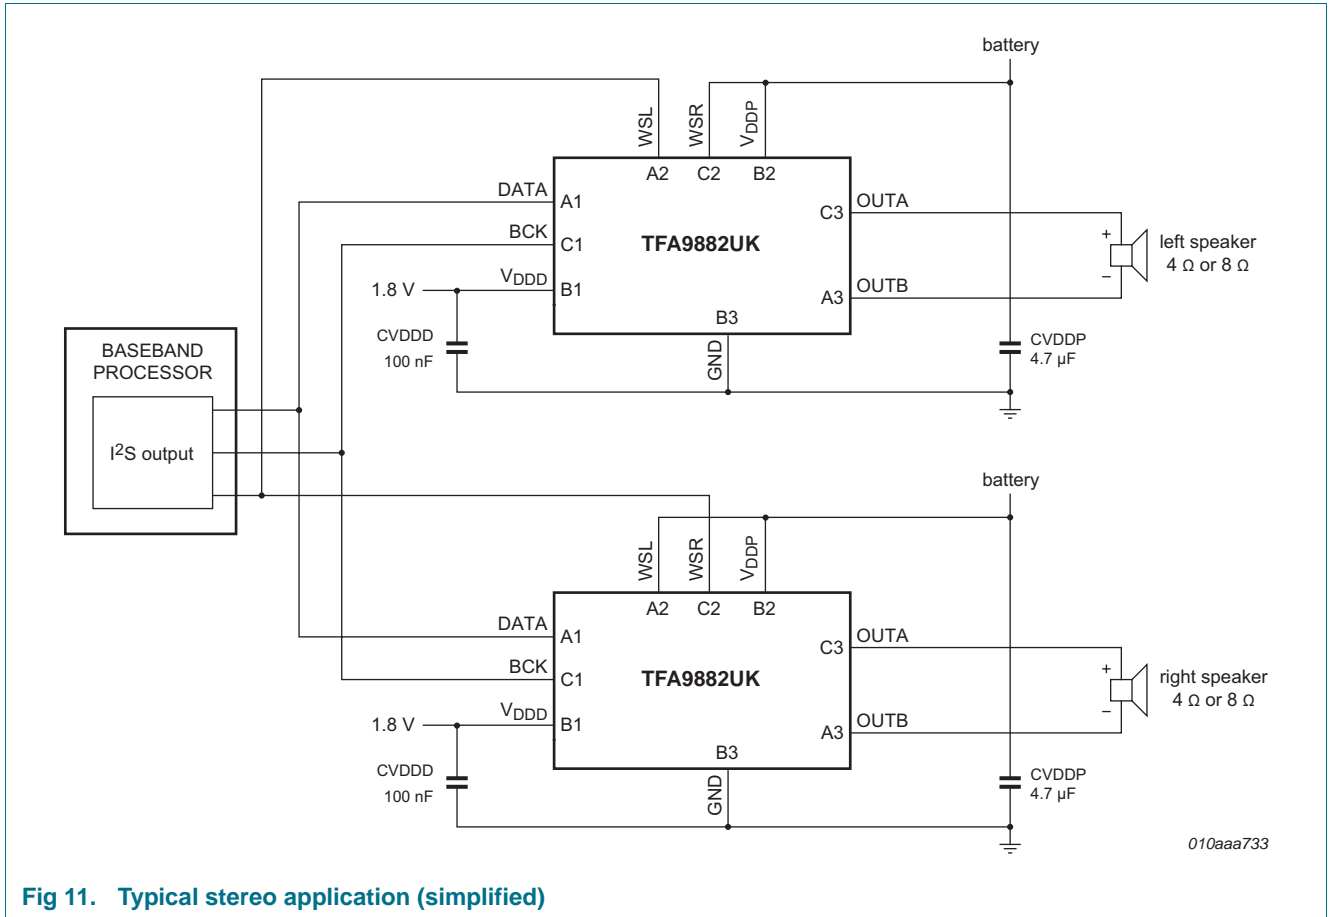 battery
WSL
WSR
VDDP
A2
C2
B2
DATA
A1
BCK
C1
TFA9882UK
C3
OUTA
+
left speaker
4 Ω or 8 Ω
−
1.8 V
VDDD
B1
A3
OUTB
B3
GND
CVDDD
100 nF
CVDDP
4.7 μF
BASEBAND
PROCESSOR
I2S output
battery
WSL
WSR
VDDP
A2
C2
B2
DATA
A1
BCK
C1
TFA9882UK
C3
OUTA
+
right speaker
4 Ω or 8 Ω
−
1.8 V
VDDD
B1
A3
OUTB
B3
GND
CVDDD
100 nF
CVDDP
4.7 μF
010aaa733
Fig 11. Typical stereo application (simplified)